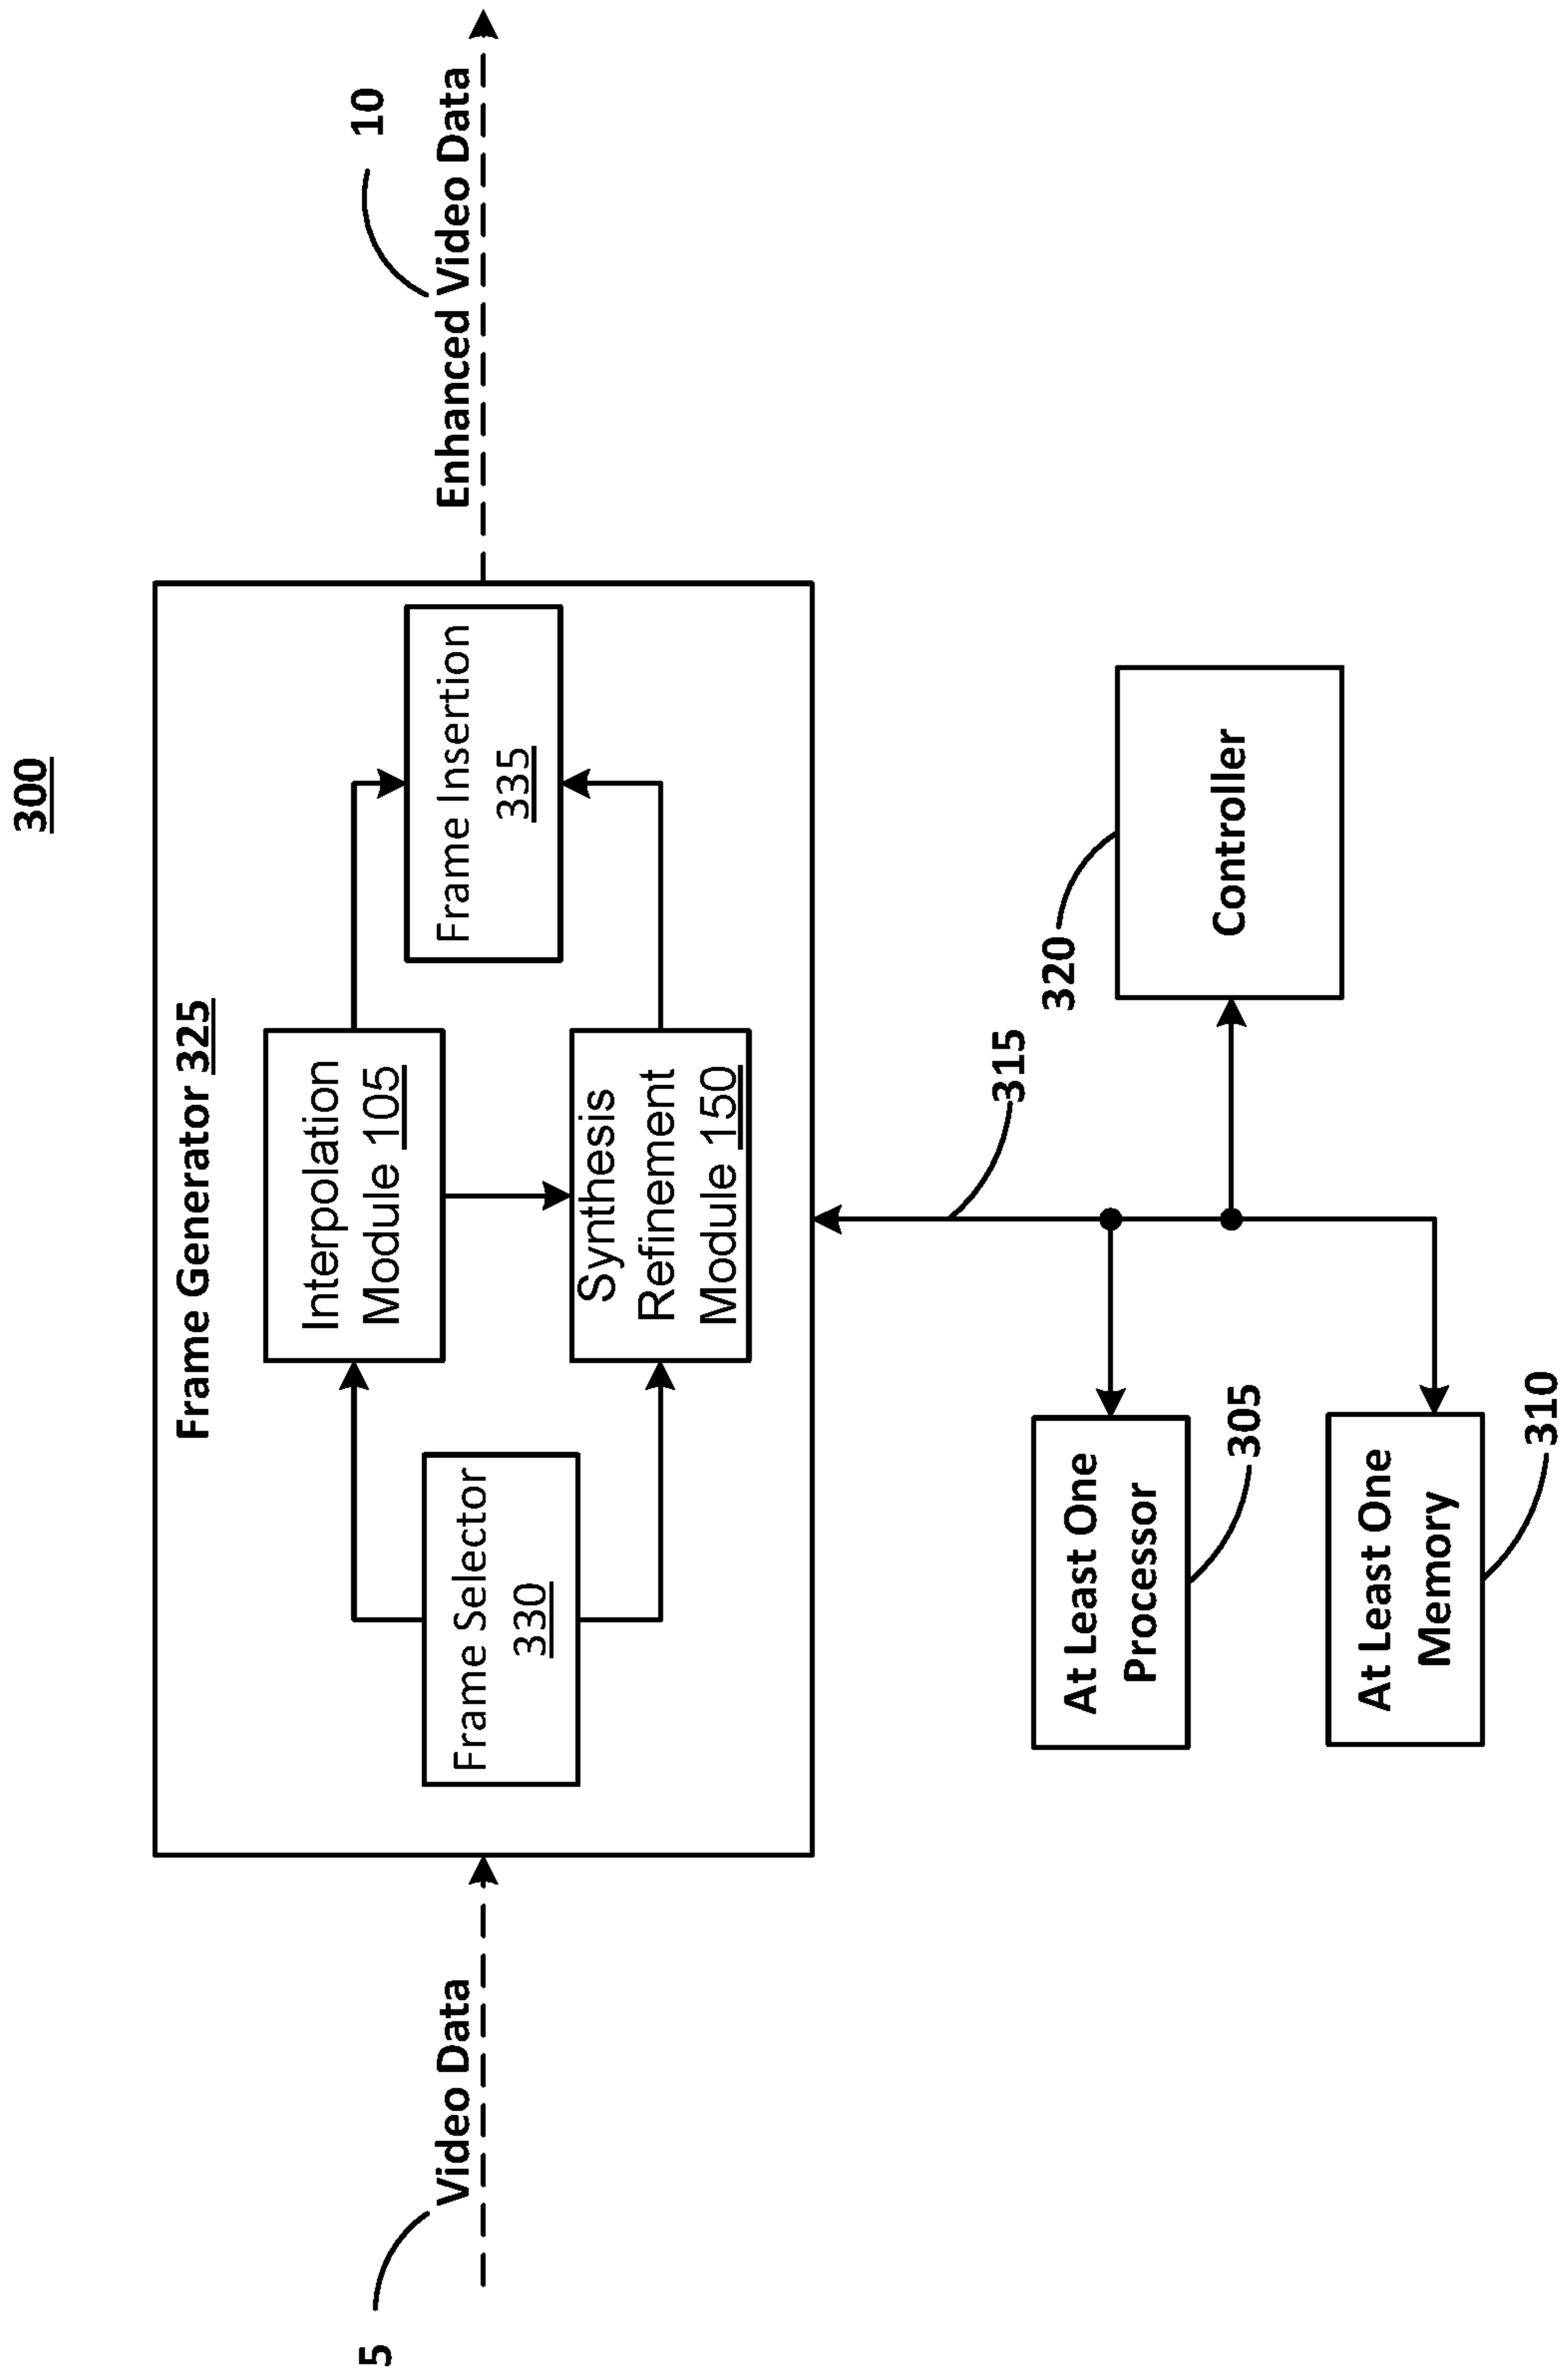 300
Frame Generator 325
5
Video Data
Frame Selector
330
Interpolation
Module 105
Synthesis
Refinement
Module 150
Frame Insertion
335
10
Enhanced Video Data
315
320
Controller
At Least One
Processor
305
At Least One
Memory
310